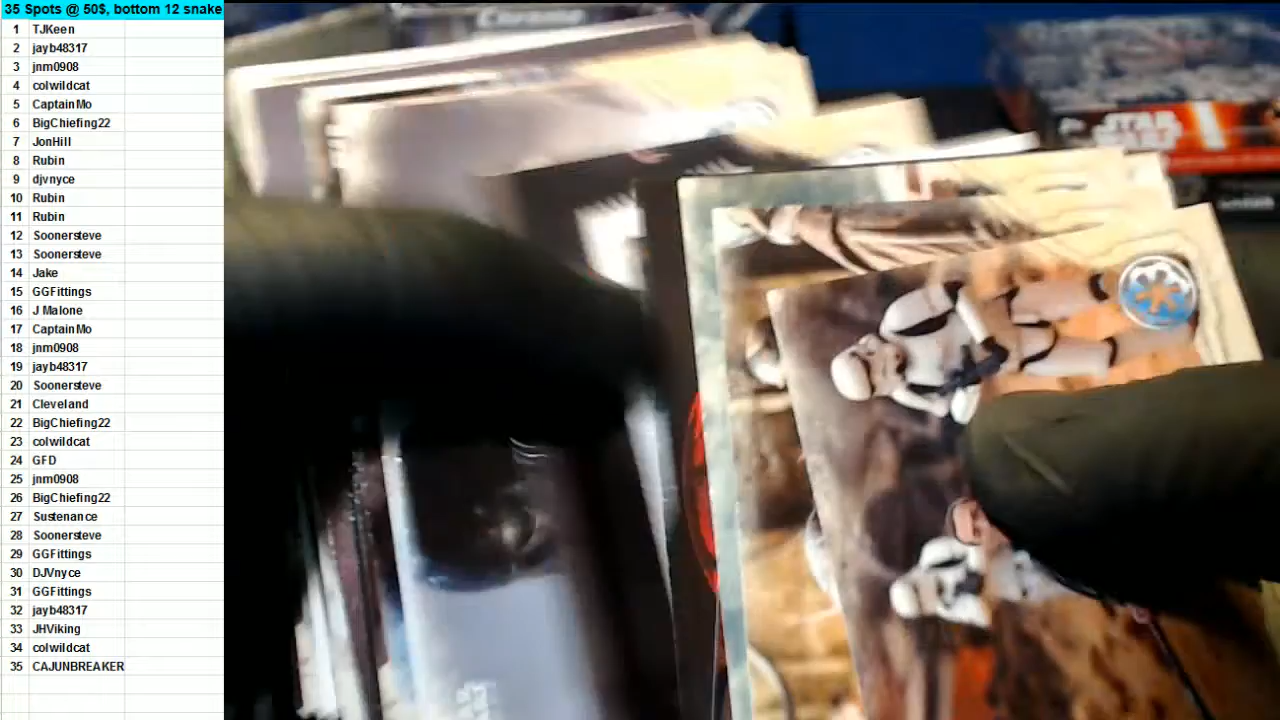 35 Spots @ 50$, bottom 12 snake
1 TJKeen
2 jayb48317
3 jnm0908
4 colwildcat
5 CaptainMo
6 BigChiefing22
7 JonHill
8 Rubin
9 djvnyce
10 Rubin
11 Rubin
12 Soonersteve
13 Soonersteve
14 Jake
15 GGFittings
16 J Malone
17 CaptainMo
18 jnm0908
19 jayb48317
20 Soonersteve
21 Cleveland
22 BigChiefing22
23 colwildcat
24 GFD
25 jnm0908
26 BigChiefing22
27 Sustenance
28 Soonersteve
29 GGFittings
30 DJVnyce
31 GGFittings
32 jayb48317
33 JHViking
34 colwildcat
35 CAJUNBREAKER
Chrome
STAR
WARS